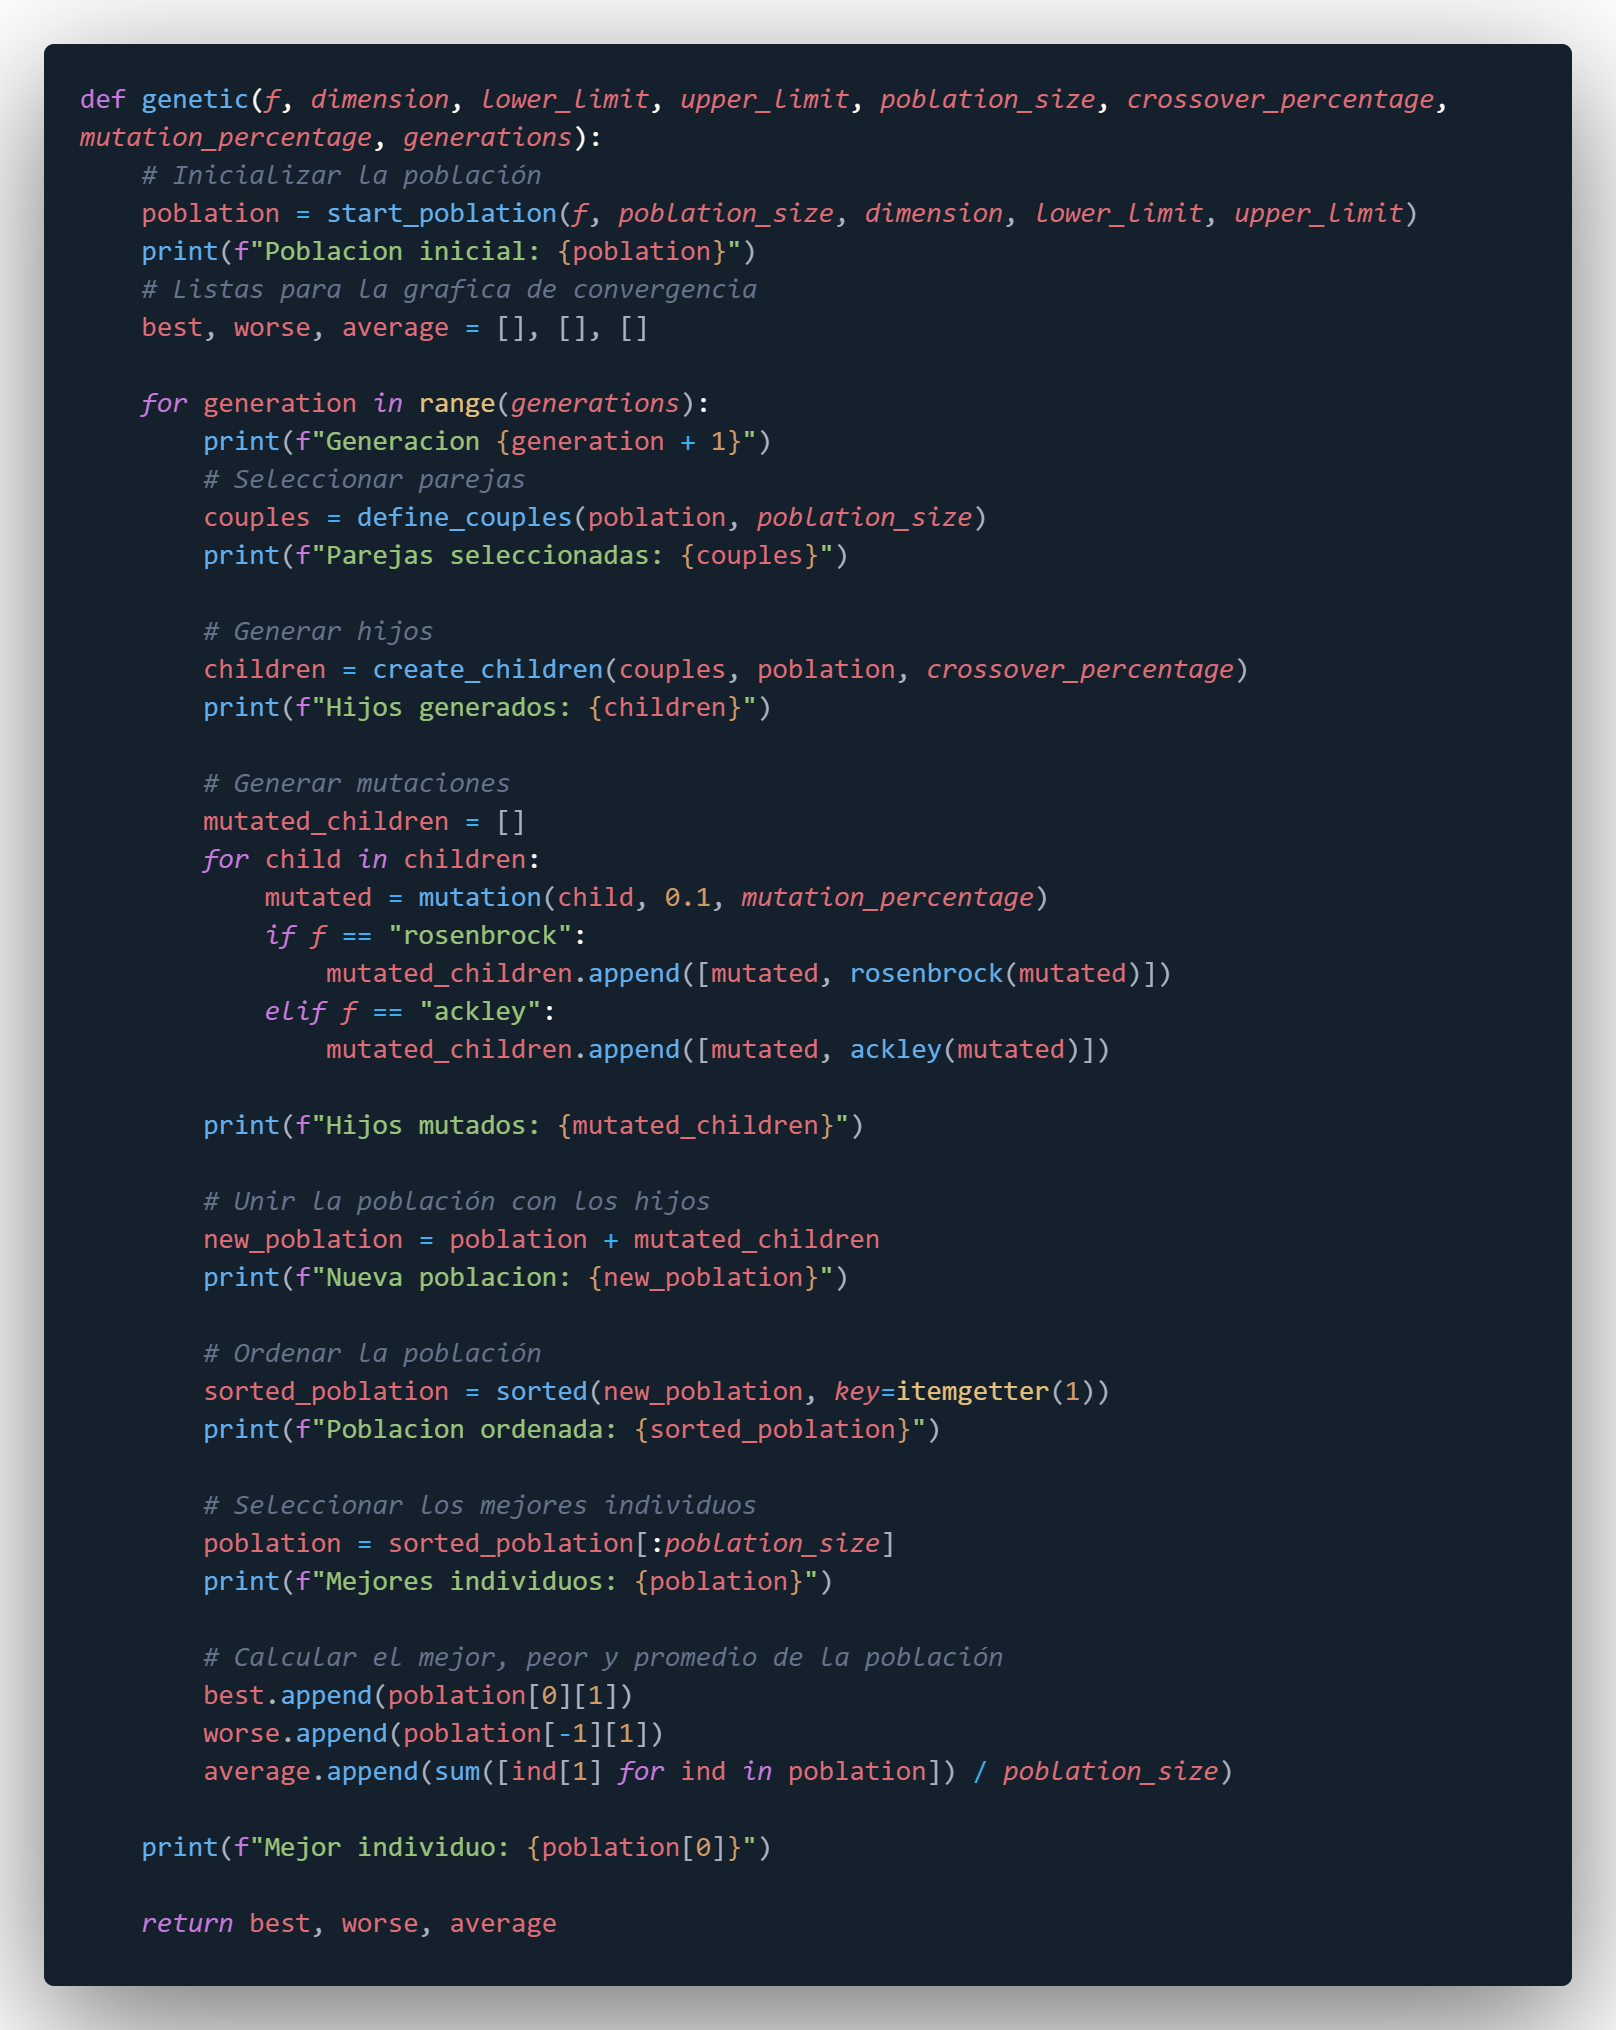 def genetic(f, dimension, lower_limit, upper_limit, poblation_size, crossover_percentage,
mutation_percentage, generations):
    # Inicializar la población
    poblation = start_poblation(f, poblation_size, dimension, lower_limit, upper_limit)
    print(f"Poblacion inicial: {poblation}")
    # Listas para la grafica de convergencia
    best, worse, average = [], [], []

    for generation in range(generations):
        print(f"Generacion {generation + 1}")
        # Seleccionar parejas
        couples = define_couples(poblation, poblation_size)
        print(f"Parejas seleccionadas: {couples}")

        # Generar hijos
        children = create_children(couples, poblation, crossover_percentage)
        print(f"Hijos generados: {children}")

        # Generar mutaciones
        mutated_children = []
        for child in children:
            mutated = mutation(child, 0.1, mutation_percentage)
            if f == "rosenbrock":
                mutated_children.append([mutated, rosenbrock(mutated)])
            elif f == "ackley":
                mutated_children.append([mutated, ackley(mutated)])

        print(f"Hijos mutados: {mutated_children}")

        # Unir la población con los hijos
        new_poblation = poblation + mutated_children
        print(f"Nueva poblacion: {new_poblation}")

        # Ordenar la población
        sorted_poblation = sorted(new_poblation, key=itemgetter(1))
        print(f"Poblacion ordenada: {sorted_poblation}")

        # Seleccionar los mejores individuos
        poblation = sorted_poblation[:poblation_size]
        print(f"Mejores individuos: {poblation}")

        # Calcular el mejor, peor y promedio de la población
        best.append(poblation[0][1])
        worse.append(poblation[-1][1])
        average.append(sum([ind[1] for ind in poblation]) / poblation_size)

    print(f"Mejor individuo: {poblation[0]}")

    return best, worse, average